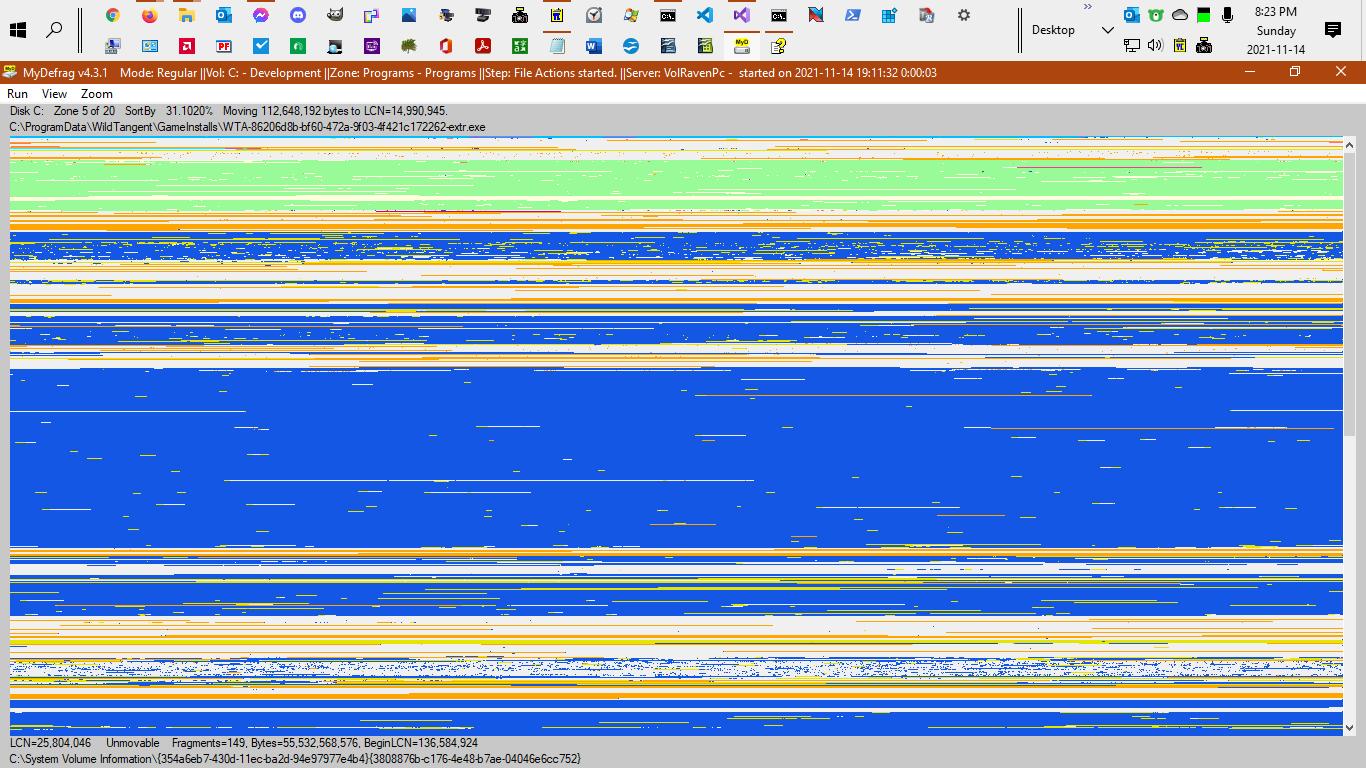 8:23 PM
Desktop
Sunday
2021-11-14
MyDefrag v4.3.1 Mode: Regular ||Vol: C: - Development ||Zone: Programs - Programs ||Step: File Actions started. ||Server: VolRavenPc - started on 2021-11-14 19:11:32 0:00:03
Run View Zoom
Disk C: Zone 5 of 20 SortBy 31.1020% Moving 112,648,192 bytes to LCN=14,990,945.
C:\ProgramData\WildTangent\GameInstalls\WTA-86206d8b-bf60-472a-9f03-4f421c172262-extr.exe
LCN=25,804,046 Unmovable Fragments=149, Bytes=55,532,568,576, BeginLCN=136,584,924
C:\System Volume Information\{354a6eb7-430d-11ec-ba2d-94e97977e4b4}{3808876b-c176-4e48-b7ae-04046e6cc752}